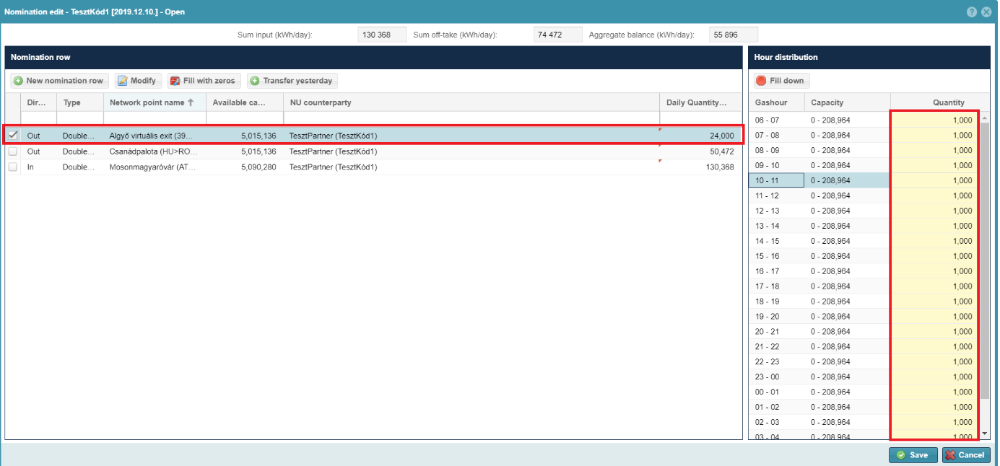 Nomination edit - TesztKód1 [2019.12.10.] - Open
Sum input (kWh/day): 130 368 Sum off-take (kWh/day): 74 472 Aggregate balance (kWh/day): 55 896
Nomination row
New nomination row Modify Fill with zeros Transfer yesterday
Dir... Type Network point name Available ca... NU counterparty Daily Quantity...
Out Double... Algyő virtuális exit (39... 5,015,136 TesztPartner (TesztKód1) 24,000
Out Double... Csanádpalota (HU>RO... 5,015,136 TesztPartner (TesztKód1) 50,472
In Double... Mosonmagyaróvár (AT... 5,090,280 TesztPartner (TesztKód1) 130,368
Hour distribution
Fill down
Gashour Capacity Quantity
06 - 07 0 - 208,964 1,000
07 - 08 0 - 208,964 1,000
08 - 09 0 - 208,964 1,000
09 - 10 0 - 208,964 1,000
10 - 11 0 - 208,964 1,000
11 - 12 0 - 208,964 1,000
12 - 13 0 - 208,964 1,000
13 - 14 0 - 208,964 1,000
14 - 15 0 - 208,964 1,000
15 - 16 0 - 208,964 1,000
16 - 17 0 - 208,964 1,000
17 - 18 0 - 208,964 1,000
18 - 19 0 - 208,964 1,000
19 - 20 0 - 208,964 1,000
20 - 21 0 - 208,964 1,000
21 - 22 0 - 208,964 1,000
22 - 23 0 - 208,964 1,000
23 - 00 0 - 208,964 1,000
00 - 01 0 - 208,964 1,000
01 - 02 0 - 208,964 1,000
02 - 03 0 - 208,964 1,000
03 - 04 0 - 208,964 1,000
Save Cancel